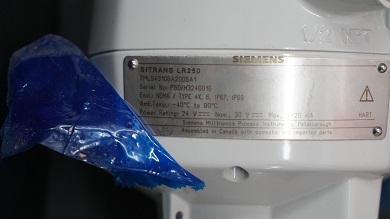 1/2 NPT
SIEMENS
SITRANS LR250
Serial No: PBD/
Encl: NEMA / TYPE 4X, 6, IP67, IP68
Amb.Temp.: -40°C to 80°C
Power Rating: 24 V Nom, 30 V Max, 4-20 mA
HART
Siemens Milltronics Process Instruments, Peterborough
Assembled in Canada with domestic and imported parts